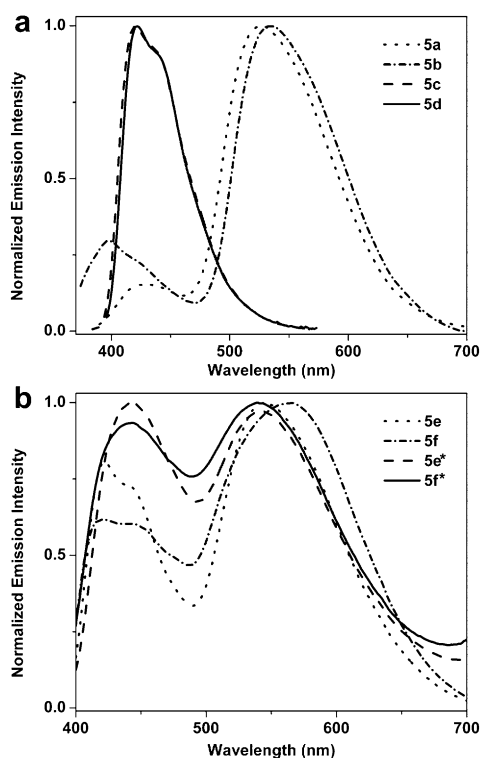 a
Normalized Emission Intensity
1.0
0.5
0.0
5a
5b
5c
5d
400 500 600 700
Wavelength (nm)
b
Normalized Emission Intensity
1.0
0.5
0.0
5e
5f
5e*
5f*
400 500 600 700
Wavelength (nm)